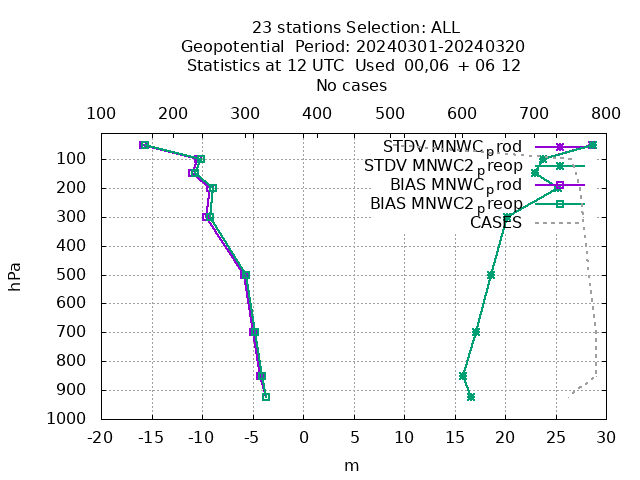 23 stations Selection: ALL
Geopotential  Period: 20240301-20240320
Statistics at 12 UTC  Used  00,06  + 06 12
No cases
100 170 230 300 400 450 500 600 700 800
STDV MNWC_prod
STDV MNWC2_preop
BIAS MNWC_prod
BIAS MNWC2_preop
CASES
hPa
100
200
300
400
500
600
700
800
900
1000
-20 -15 -10 -5 0 5 10 15 20 25 30
m